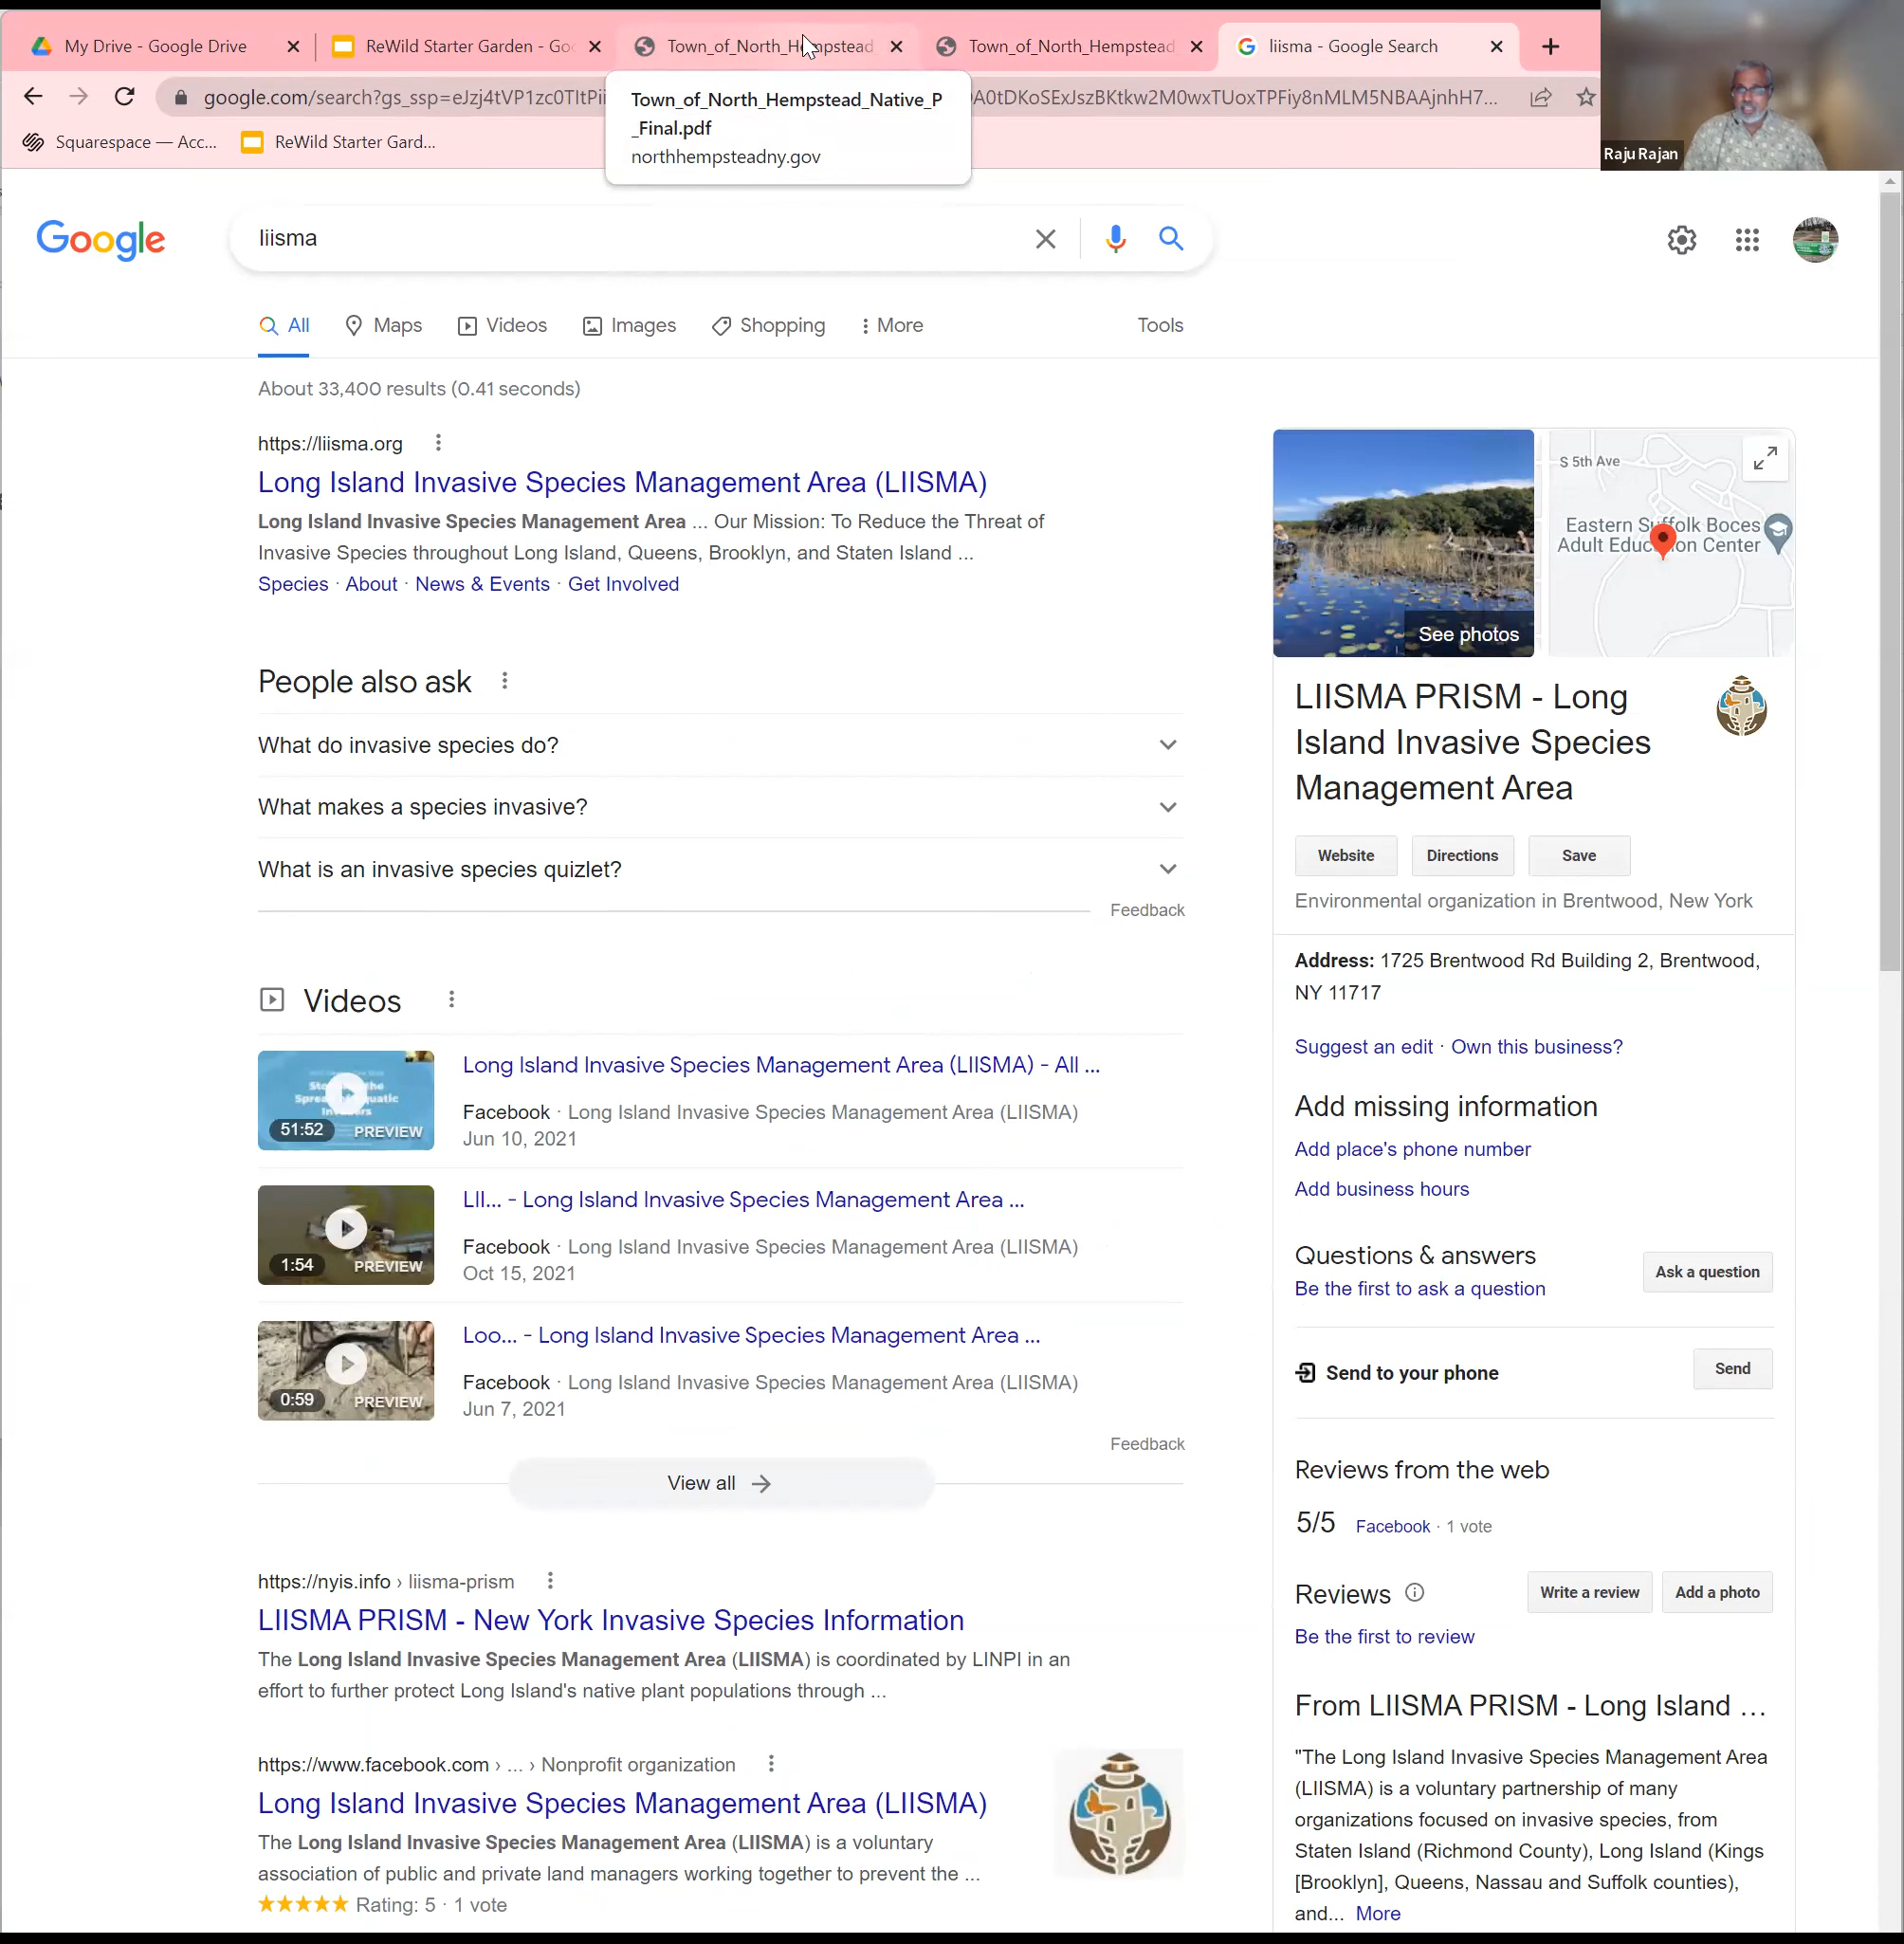 My Drive - Google Drive
ReWild Starter Garden - Goo
Town_of_North_Hempstead
Town_of_North_Hempstead
liisma - Google Search
google.com/search?gs_ssp=eJzj4tVP1zc0TItPii
A0tDKoSExJszBKtkw2M0wxTUoxTPFiy8nMLM5NBAAjnhH7...
Town_of_North_Hempstead_Native_P
_Final.pdf
northhempsteadny.gov
Squarespace — Acc...
ReWild Starter Gard...
Raju Rajan
Google
liisma
All
Maps
Videos
Images
Shopping
More
Tools
About 33,400 results (0.41 seconds)
https://liisma.org
Long Island Invasive Species Management Area (LIISMA)
Long Island Invasive Species Management Area ... Our Mission: To Reduce the Threat of
Invasive Species throughout Long Island, Queens, Brooklyn, and Staten Island ...
Species · About · News & Events · Get Involved
People also ask
What do invasive species do?
What makes a species invasive?
What is an invasive species quizlet?
Feedback
Videos
51:52
PREVIEW
Long Island Invasive Species Management Area (LIISMA) - All ...
Facebook · Long Island Invasive Species Management Area (LIISMA)
Jun 10, 2021
1:54
PREVIEW
LII... - Long Island Invasive Species Management Area ...
Facebook · Long Island Invasive Species Management Area (LIISMA)
Oct 15, 2021
0:59
PREVIEW
Loo... - Long Island Invasive Species Management Area ...
Facebook · Long Island Invasive Species Management Area (LIISMA)
Jun 7, 2021
Feedback
View all
https://nyis.info › liisma-prism
LIISMA PRISM - New York Invasive Species Information
The Long Island Invasive Species Management Area (LIISMA) is coordinated by LINPI in an
effort to further protect Long Island's native plant populations through ...
https://www.facebook.com › ... › Nonprofit organization
Long Island Invasive Species Management Area (LIISMA)
The Long Island Invasive Species Management Area (LIISMA) is a voluntary
association of public and private land managers working together to prevent the ...
Rating: 5 · 1 vote
See photos
S 5th Ave
Eastern Suffolk Boces
Adult Education Center
LIISMA PRISM - Long
Island Invasive Species
Management Area
Website
Directions
Save
Environmental organization in Brentwood, New York
Address: 1725 Brentwood Rd Building 2, Brentwood,
NY 11717
Suggest an edit · Own this business?
Add missing information
Add place's phone number
Add business hours
Questions & answers
Be the first to ask a question
Ask a question
Send to your phone
Send
Reviews from the web
5/5
Facebook · 1 vote
Reviews
Write a review
Add a photo
Be the first to review
From LIISMA PRISM - Long Island ...
"The Long Island Invasive Species Management Area
(LIISMA) is a voluntary partnership of many
organizations focused on invasive species, from
Staten Island (Richmond County), Long Island (Kings
[Brooklyn], Queens, Nassau and Suffolk counties),
and... More